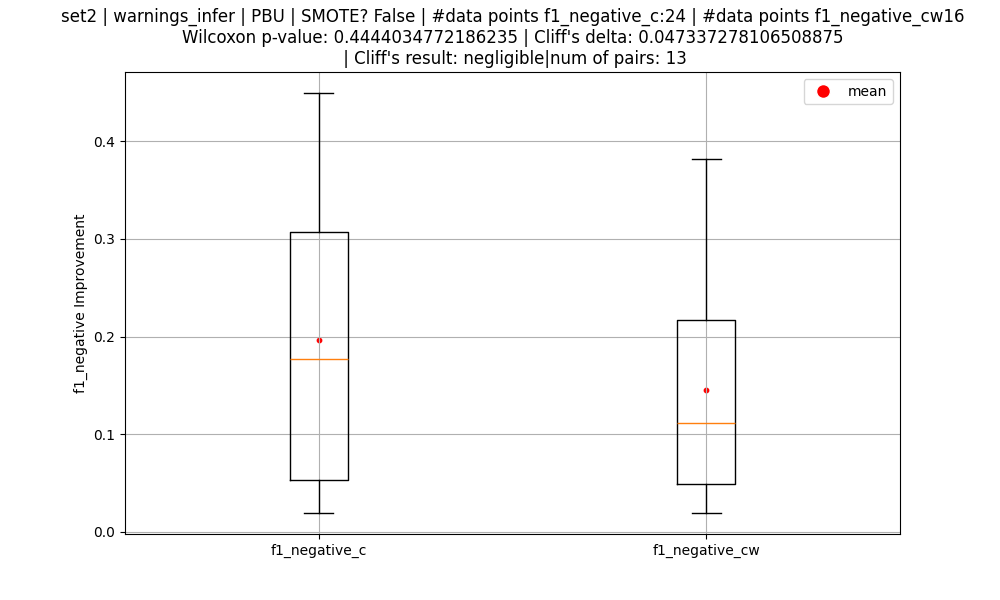 set2 | warnings_infer | PBU | SMOTE? False | #data points f1_negative_c:24 | #data points f1_negative_cw16
Wilcoxon p-value: 0.4444034772186235 | Cliff's delta: 0.047337278106508875
| Cliff's result: negligible|num of pairs: 13
mean
0.4
0.3
0.2
0.1
0.0
f1_negative Improvement
f1_negative_c
f1_negative_cw